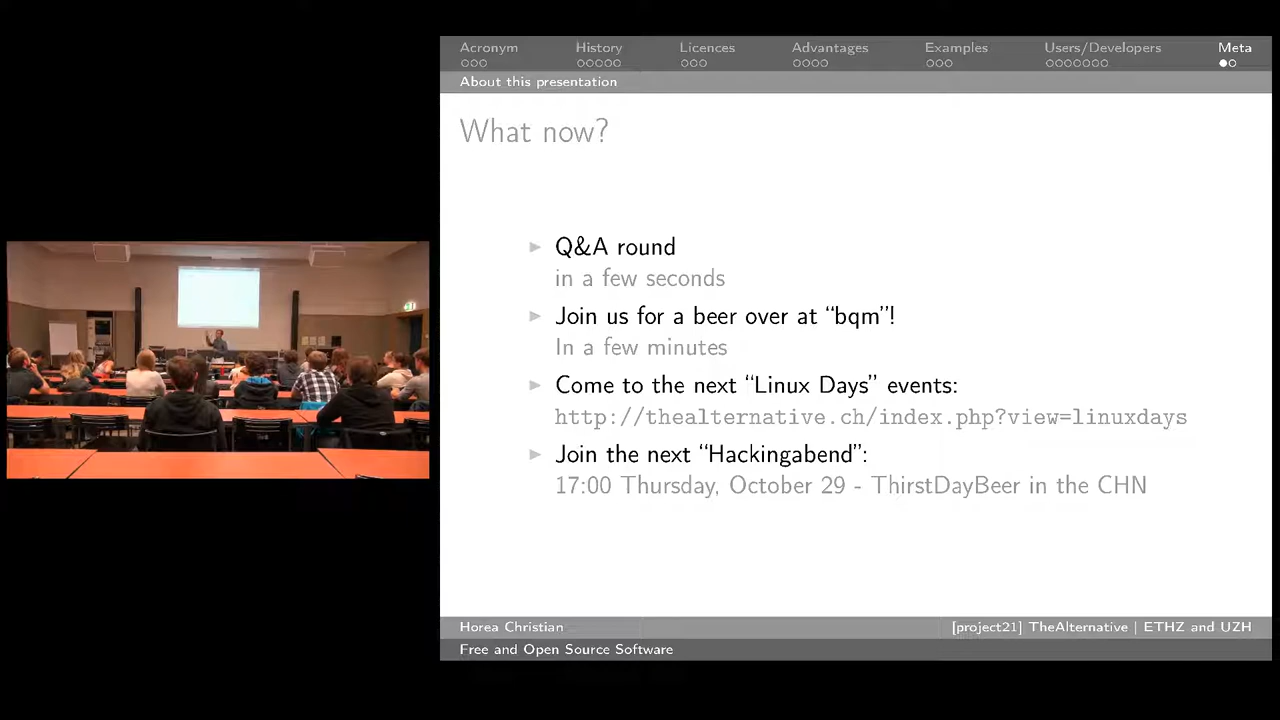 Acronym History Licences Advantages Examples Users/Developers Meta
About this presentation
What now?
Q&A round
in a few seconds
Join us for a beer over at “bqm”!
In a few minutes
Come to the next “Linux Days” events:
http://thealternative.ch/index.php?view=linuxdays
Join the next “Hackingabend”:
17:00 Thursday, October 29 - ThirstDayBeer in the CHN
Horea Christian [project21] TheAlternative | ETHZ and UZH
Free and Open Source Software